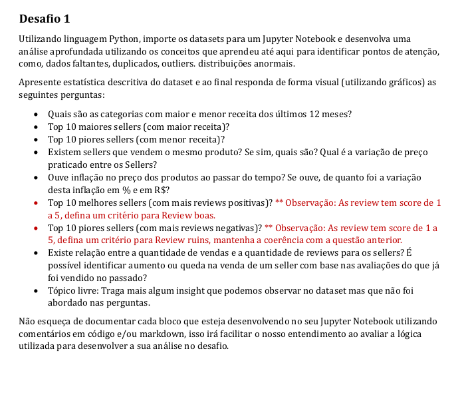 Desafio 1
Utilizando linguagem Python, importe os datasets para um Jupyter Notebook e desenvolva uma
análise aprofundada utilizando os conceitos que aprendeu até aqui para identificar pontos de atenção,
como, dados faltantes, duplicados, outliers. distribuições anormais.
Apresente estatística descritiva do dataset e ao final responda de forma visual (utilizando gráficos) as
seguintes perguntas:
• Quais são as categorias com maior e menor receita dos últimos 12 meses?
• Top 10 maiores sellers (com maior receita)?
• Top 10 piores sellers (com menor receita)?
• Existem sellers que vendem o mesmo produto? Se sim, quais são? Qual é a variação de preço
praticado entre os Sellers?
• Ouve inflação no preço dos produtos ao passar do tempo? Se ouve, de quanto foi a variação
desta inflação em % e em R$?
• Top 10 melhores sellers (com mais reviews positivas)? ** Observação: As review tem score de 1
a 5, defina um critério para Review boas.
• Top 10 piores sellers (com mais reviews negativas)? ** Observação: As review tem score de 1 a
5, defina um critério para Review ruins, mantenha a coerência com a questão anterior.
• Existe relação entre a quantidade de vendas e a quantidade de reviews para os sellers? É
possível identificar aumento ou queda na venda de um seller com base nas avaliações do que já
foi vendido no passado?
• Tópico livre: Traga mais algum insight que podemos observar no dataset mas que não foi
abordado nas perguntas.
Não esqueça de documentar cada bloco que esteja desenvolvendo no seu Jupyter Notebook utilizando
comentários em código e/ou markdown, isso irá facilitar o nosso entendimento ao avaliar a lógica
utilizada para desenvolver a sua análise no desafio.